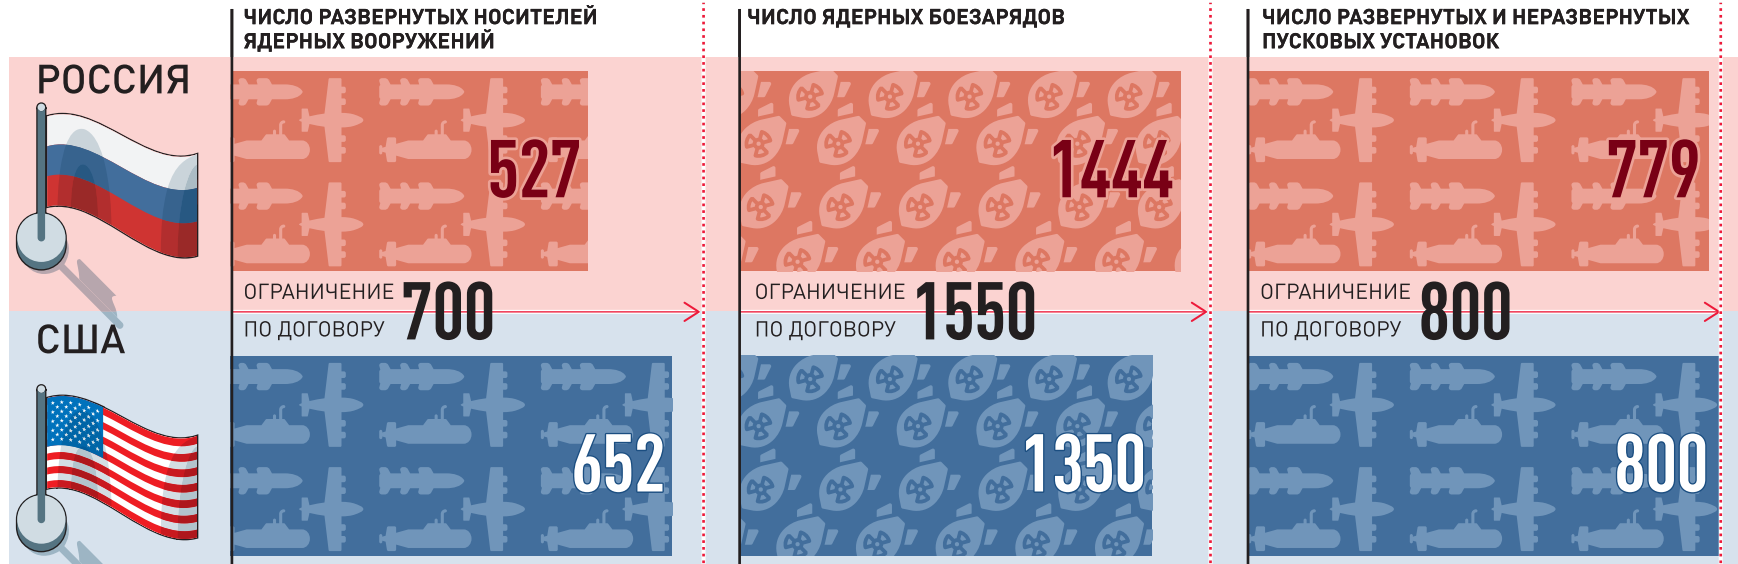 ЧИСЛО РАЗВЕРНУТЫХ НОСИТЕЛЕЙ
ЯДЕРНЫХ ВООРУЖЕНИЙ
ЧИСЛО ЯДЕРНЫХ БОЕЗАРЯДОВ
ЧИСЛО РАЗВЕРНУТЫХ И НЕРАЗВЕРНУТЫХ
ПУСКОВЫХ УСТАНОВОК
РОССИЯ
527
1444
779
ОГРАНИЧЕНИЕ
ПО ДОГОВОРУ
700
ОГРАНИЧЕНИЕ
ПО ДОГОВОРУ
1550
ОГРАНИЧЕНИЕ
ПО ДОГОВОРУ
800
США
652
1350
800